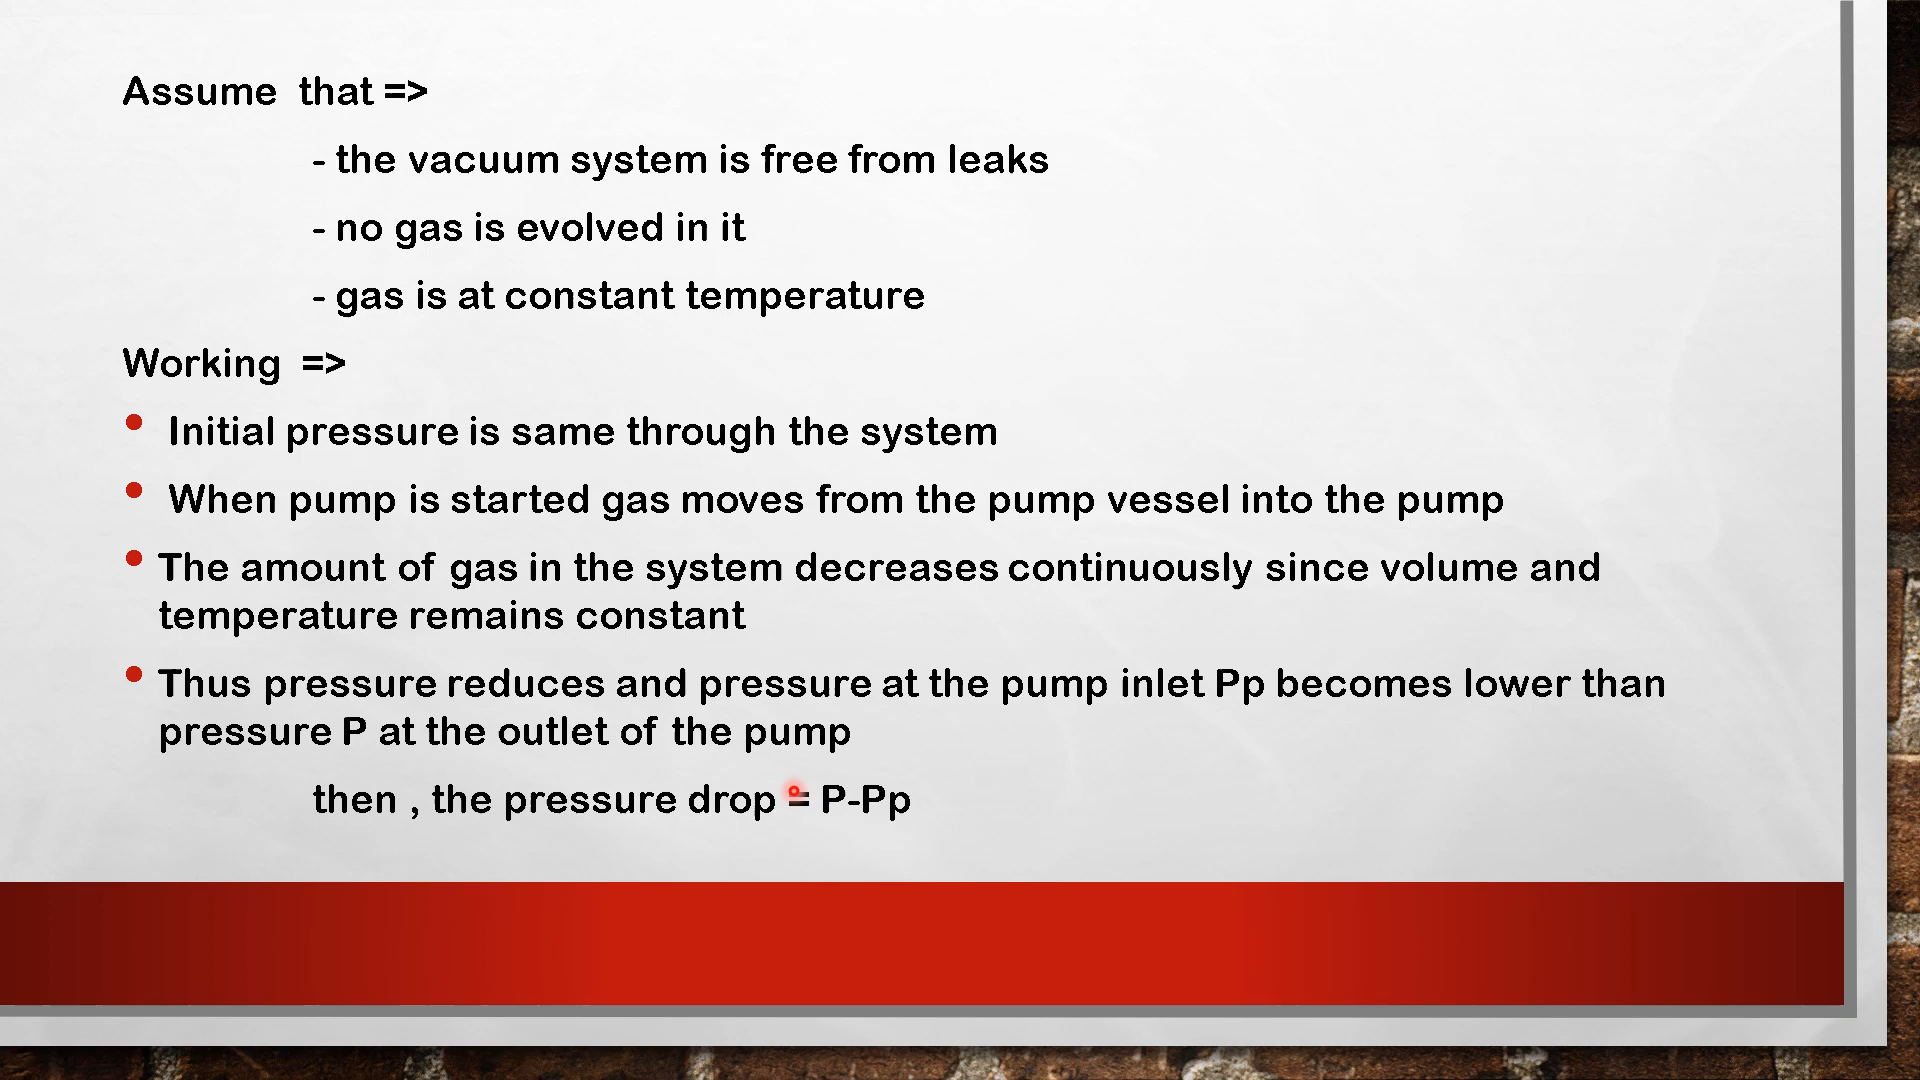 Assume that =>
- the vacuum system is free from leaks
- no gas is evolved in it
- gas is at constant temperature
Working =>
• Initial pressure is same through the system
• When pump is started gas moves from the pump vessel into the pump
• The amount of gas in the system decreases continuously since volume and
temperature remains constant
• Thus pressure reduces and pressure at the pump inlet Pp becomes lower than
pressure P at the outlet of the pump
then , the pressure drop = P-Pp